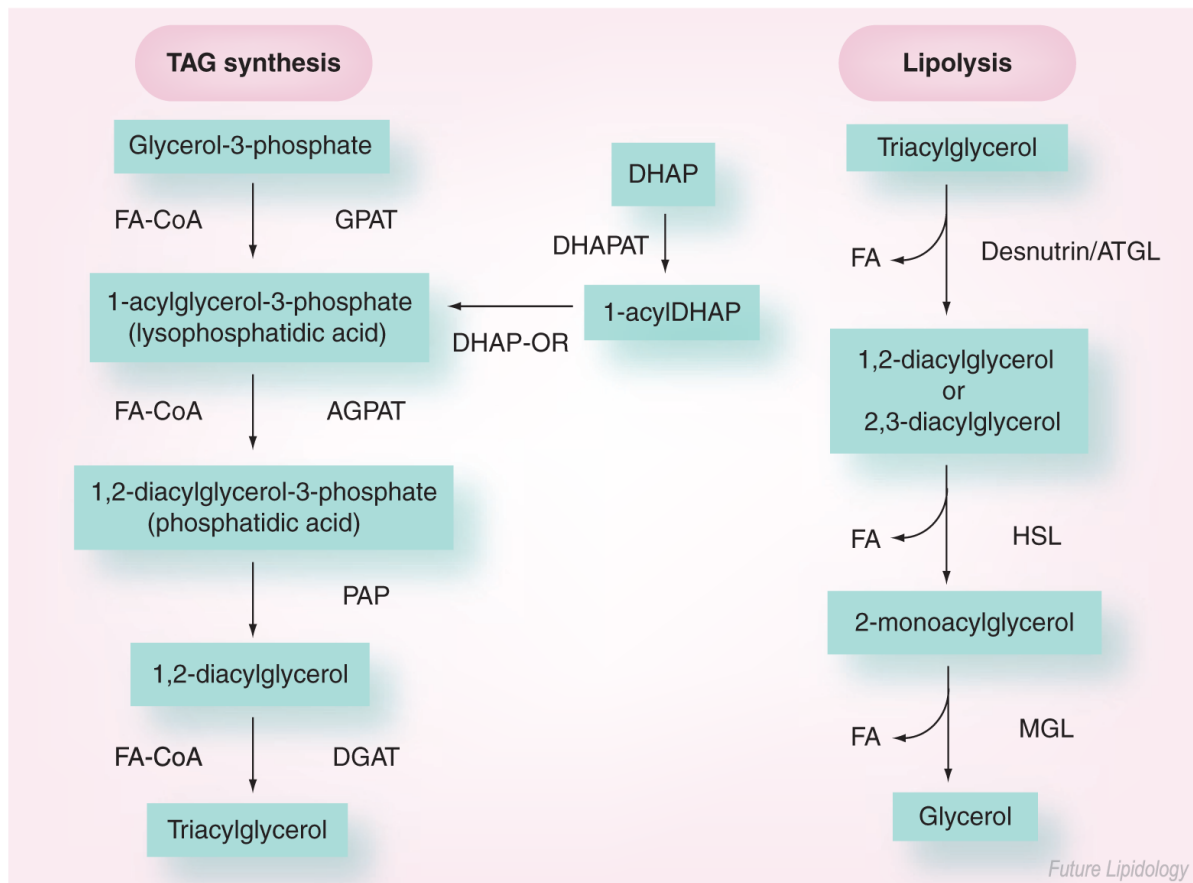 TAG synthesis
Glycerol-3-phosphate
FA-CoA
GPAT
1-acylglycerol-3-phosphate
(lysophosphatidic acid)
FA-CoA
AGPAT
1,2-diacylglycerol-3-phosphate
(phosphatidic acid)
PAP
1,2-diacylglycerol
FA-CoA
DGAT
Triacylglycerol
DHAP
DHAPAT
1-acylDHAP
DHAP-OR
Lipolysis
Triacylglycerol
FA
Desnutrin/ATGL
1,2-diacylglycerol
or
2,3-diacylglycerol
FA
HSL
2-monoacylglycerol
FA
MGL
Glycerol
Future Lipidology